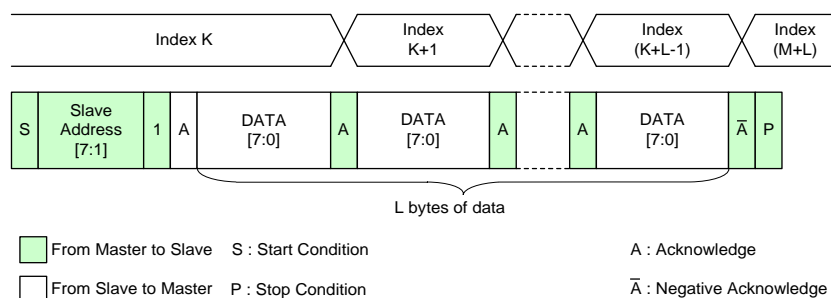 Index K
Index
K+1
Index
(K+L-1)
Index
(M+L)
S
Slave
Address
[7:1]
1
A
DATA
[7:0]
A
DATA
[7:0]
A
A
DATA
[7:0]
A̅
P
L bytes of data
From Master to Slave
S : Start Condition
A : Acknowledge
From Slave to Master
P : Stop Condition
A̅ : Negative Acknowledge